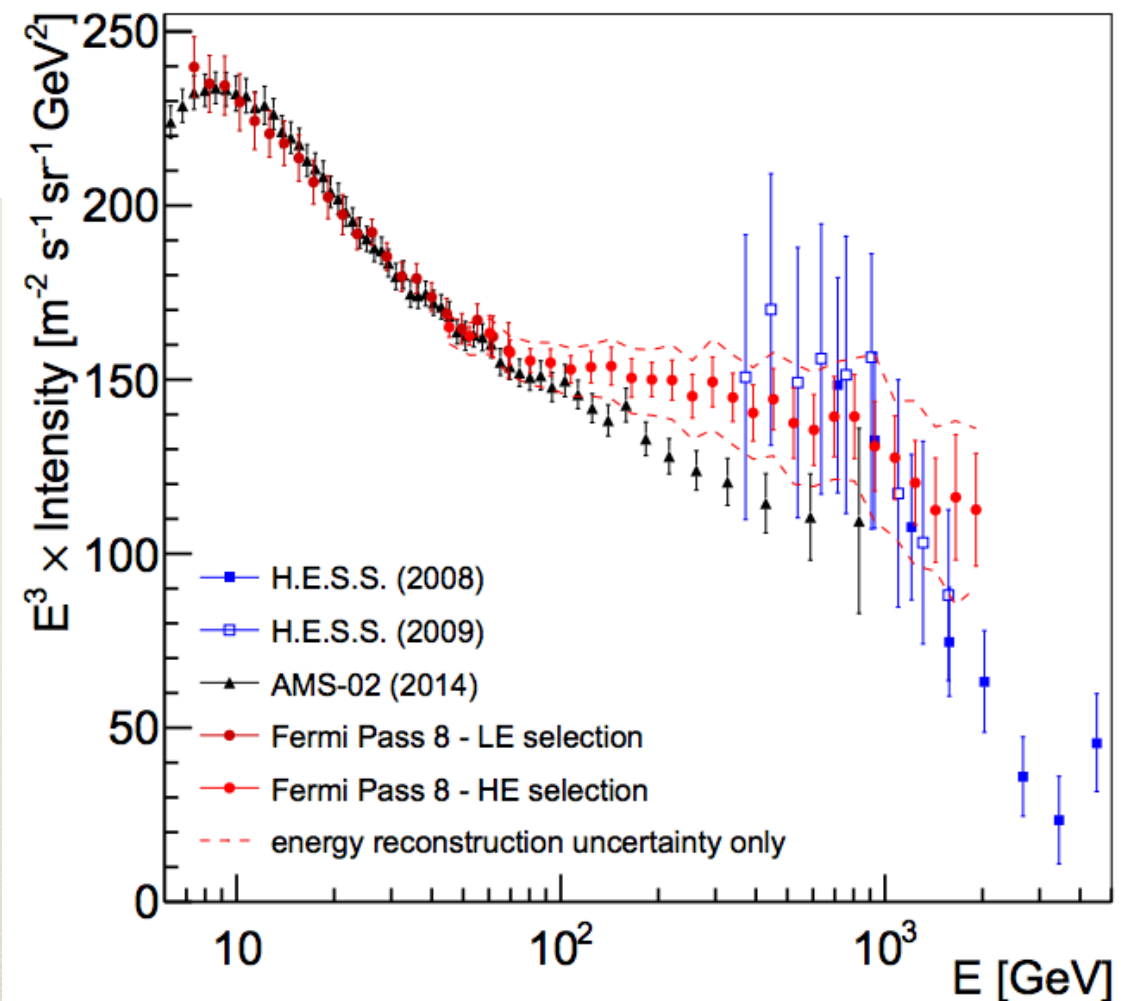 E³ × Intensity [m⁻² s⁻¹ sr⁻¹ GeV²]
250
200
150
100
50
0
H.E.S.S. (2008)
H.E.S.S. (2009)
AMS-02 (2014)
Fermi Pass 8 - LE selection
Fermi Pass 8 - HE selection
energy reconstruction uncertainty only
10
10²
10³
E [GeV]